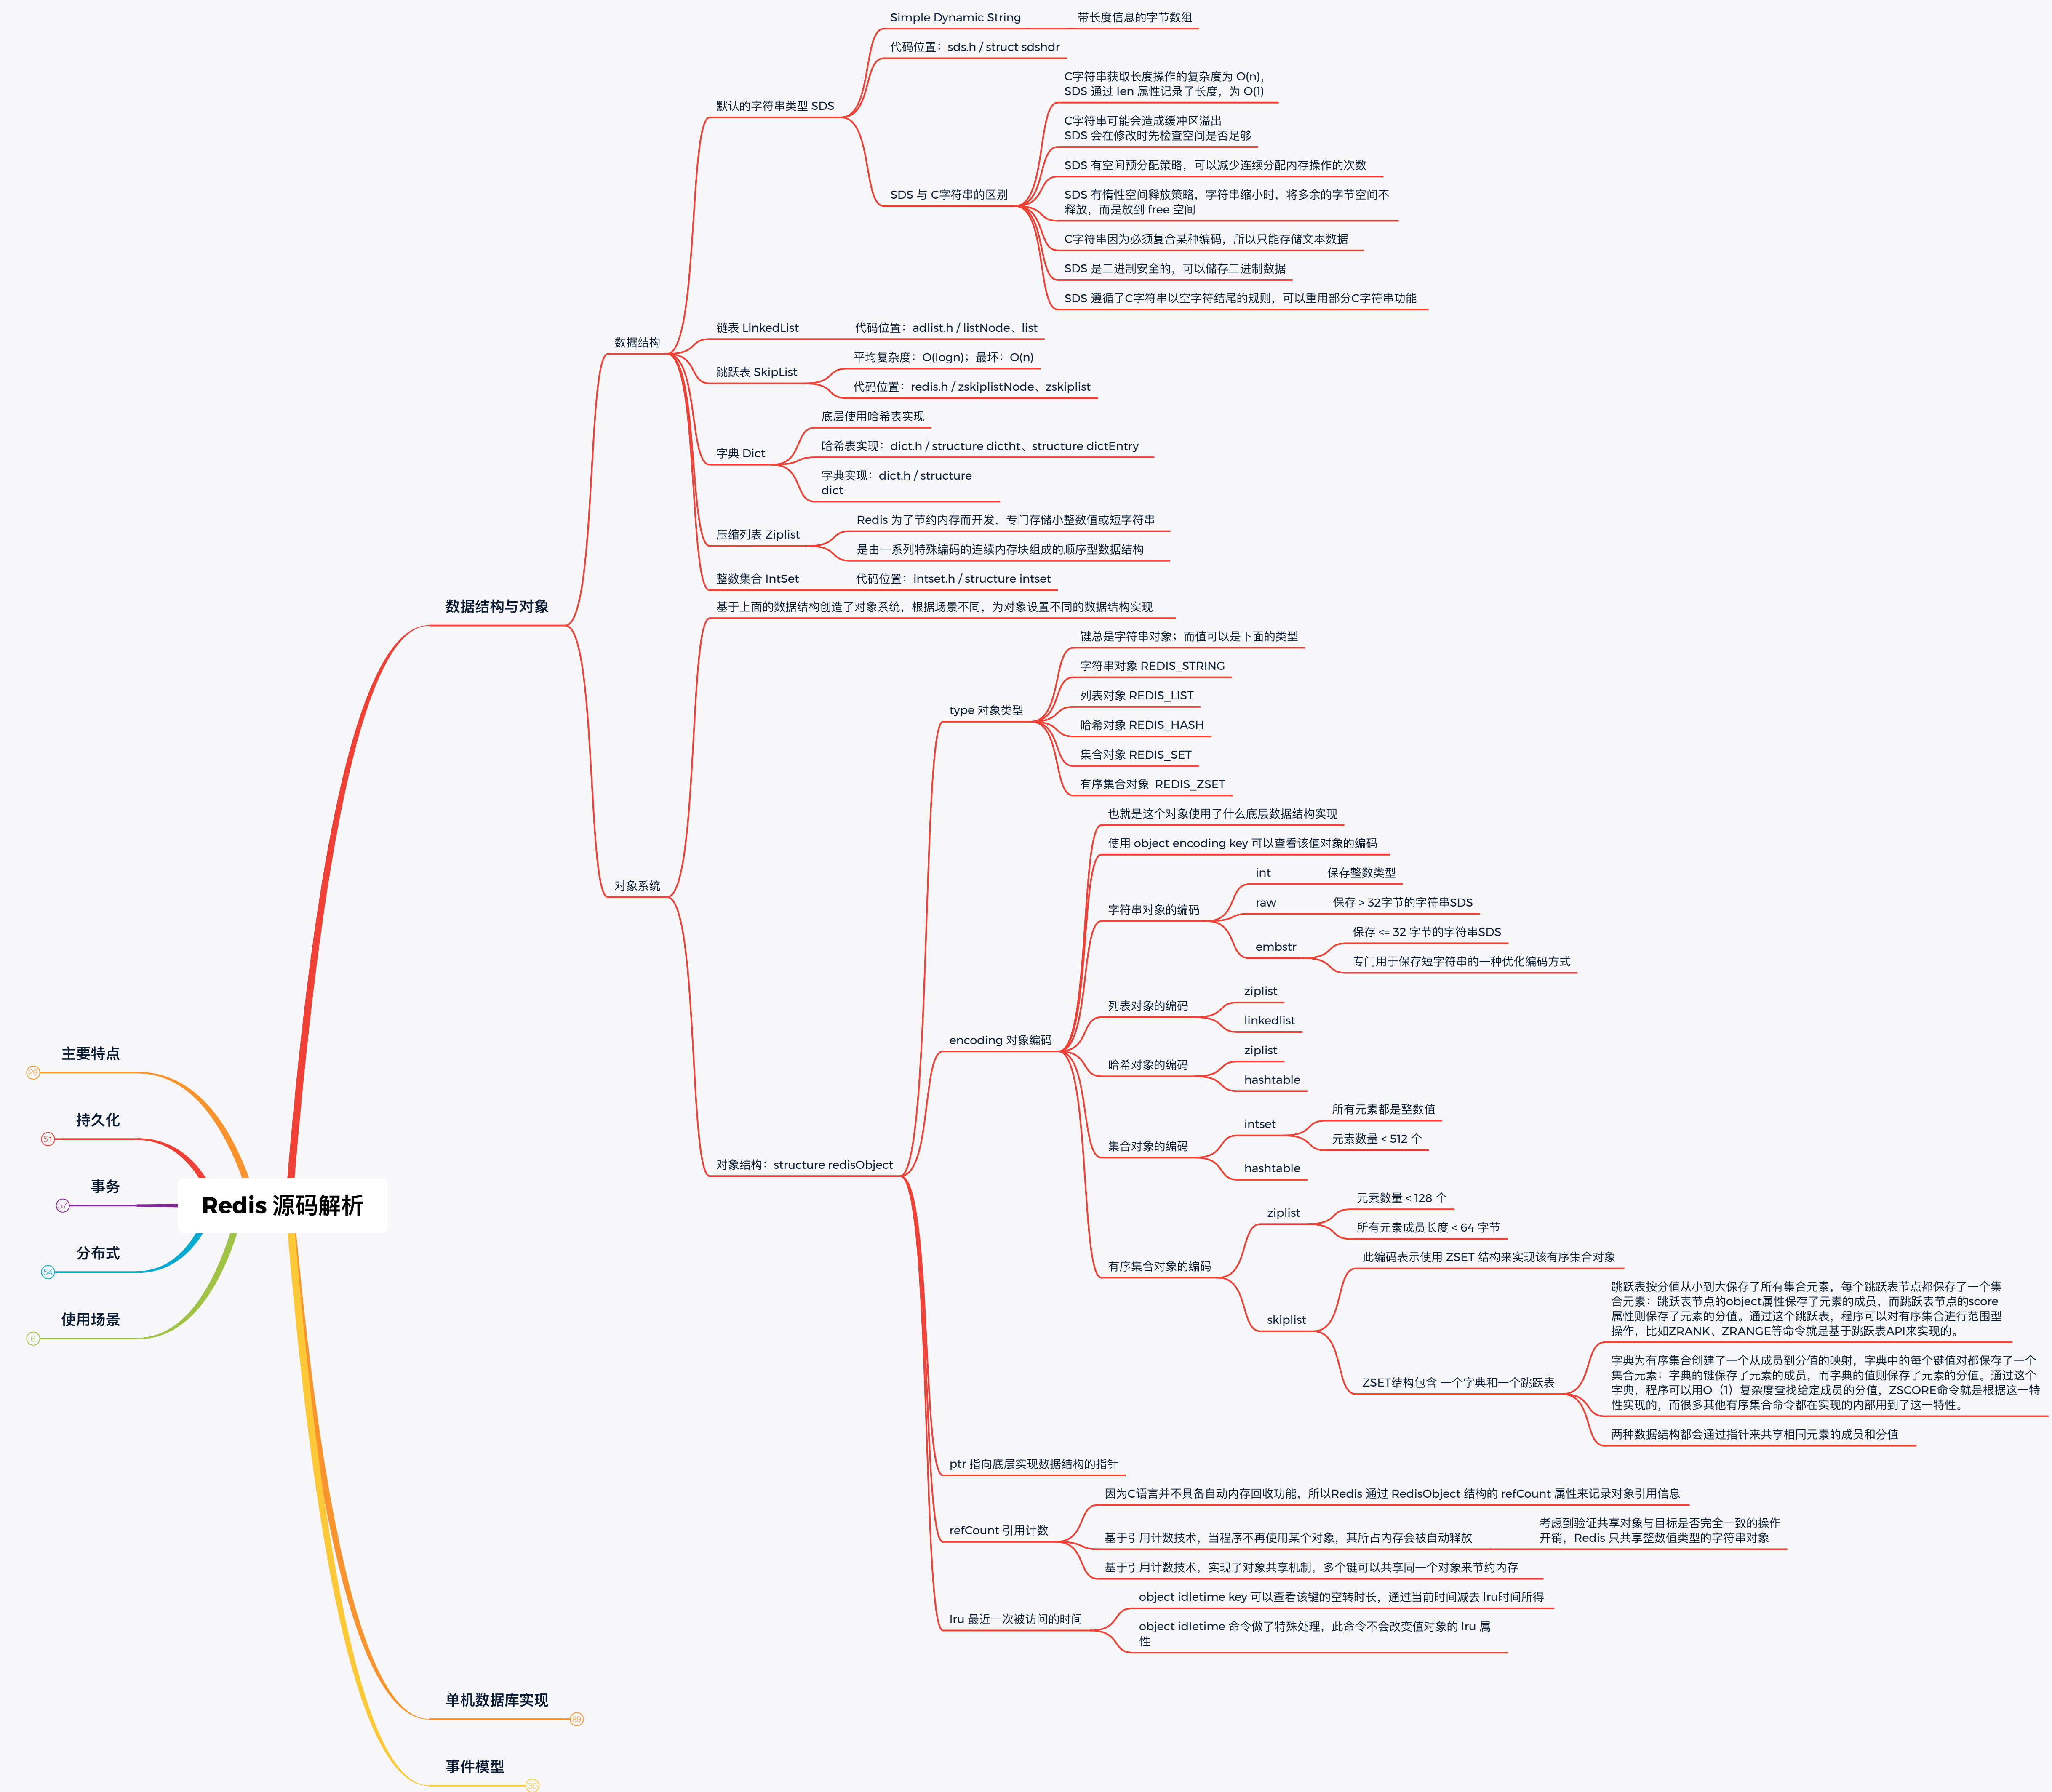 Redis 源码解析
数据结构与对象
数据结构
默认的字符串类型 SDS
Simple Dynamic String
带长度信息的字节数组
代码位置：sds.h / struct sdshdr
SDS 与 C字符串的区别
C字符串获取长度操作的复杂度为 O(n)，
SDS 通过 len 属性记录了长度，为 O(1)
C字符串可能会造成缓冲区溢出
SDS 会在修改时先检查空间是否足够
SDS 有空间预分配策略，可以减少连续分配内存操作的次数
SDS 有惰性空间释放策略，字符串缩小时，将多余的字节空间不
释放，而是放到 free 空间
C字符串因为必须复合某种编码，所以只能存储文本数据
SDS 是二进制安全的，可以储存二进制数据
SDS 遵循了C字符串以空字符结尾的规则，可以重用部分C字符串功能
链表 LinkedList
代码位置：adlist.h / listNode、list
跳跃表 SkipList
平均复杂度：O(logn)；最坏：O(n)
代码位置：redis.h / zskiplistNode、zskiplist
字典 Dict
底层使用哈希表实现
哈希表实现：dict.h / structure dictht、structure dictEntry
字典实现：dict.h / structure
dict
压缩列表 Ziplist
Redis 为了节约内存而开发，专门存储小整数值或短字符串
是由一系列特殊编码的连续内存块组成的顺序型数据结构
整数集合 IntSet
代码位置：intset.h / structure intset
对象系统
基于上面的数据结构创造了对象系统，根据场景不同，为对象设置不同的数据结构实现
对象结构：structure redisObject
type 对象类型
键总是字符串对象；而值可以是下面的类型
字符串对象 REDIS_STRING
列表对象 REDIS_LIST
哈希对象 REDIS_HASH
集合对象 REDIS_SET
有序集合对象 REDIS_ZSET
encoding 对象编码
也就是这个对象使用了什么底层数据结构实现
使用 object encoding key 可以查看该值对象的编码
字符串对象的编码
int
保存整数类型
raw
保存 > 32字节的字符串SDS
embstr
保存 <= 32 字节的字符串SDS
专门用于保存短字符串的一种优化编码方式
列表对象的编码
ziplist
linkedlist
哈希对象的编码
ziplist
hashtable
集合对象的编码
intset
所有元素都是整数值
元素数量 < 512 个
hashtable
有序集合对象的编码
ziplist
元素数量 < 128 个
所有元素成员长度 < 64 字节
skiplist
此编码表示使用 ZSET 结构来实现该有序集合对象
ZSET结构包含 一个字典和一个跳跃表
跳跃表按分值从小到大保存了所有集合元素，每个跳跃表节点都保存了一个集
合元素：跳跃表节点的object属性保存了元素的成员，而跳跃表节点的score
属性则保存了元素的分值。通过这个跳跃表，程序可以对有序集合进行范围型
操作，比如ZRANK、ZRANGE等命令就是基于跳跃表API来实现的。
字典为有序集合创建了一个从成员到分值的映射，字典中的每个键值对都保存了一个
集合元素：字典的键保存了元素的成员，而字典的值则保存了元素的分值。通过这个
字典，程序可以用O（1）复杂度查找给定成员的分值，ZSCORE命令就是根据这一特
性实现的，而很多其他有序集合命令都在实现的内部用到了这一特性。
两种数据结构都会通过指针来共享相同元素的成员和分值
ptr 指向底层实现数据结构的指针
refCount 引用计数
因为C语言并不具备自动内存回收功能，所以Redis 通过 RedisObject 结构的 refCount 属性来记录对象引用信息
基于引用计数技术，当程序不再使用某个对象，其所占内存会被自动释放
考虑到验证共享对象与目标是否完全一致的操作
开销，Redis 只共享整数值类型的字符串对象
基于引用计数技术，实现了对象共享机制，多个键可以共享同一个对象来节约内存
lru 最近一次被访问的时间
object idletime key 可以查看该键的空转时长，通过当前时间减去 lru时间所得
object idletime 命令做了特殊处理，此命令不会改变值对象的 lru 属
性
单机数据库实现
89
事件模型
30
主要特点
29
持久化
51
事务
57
分布式
54
使用场景
6